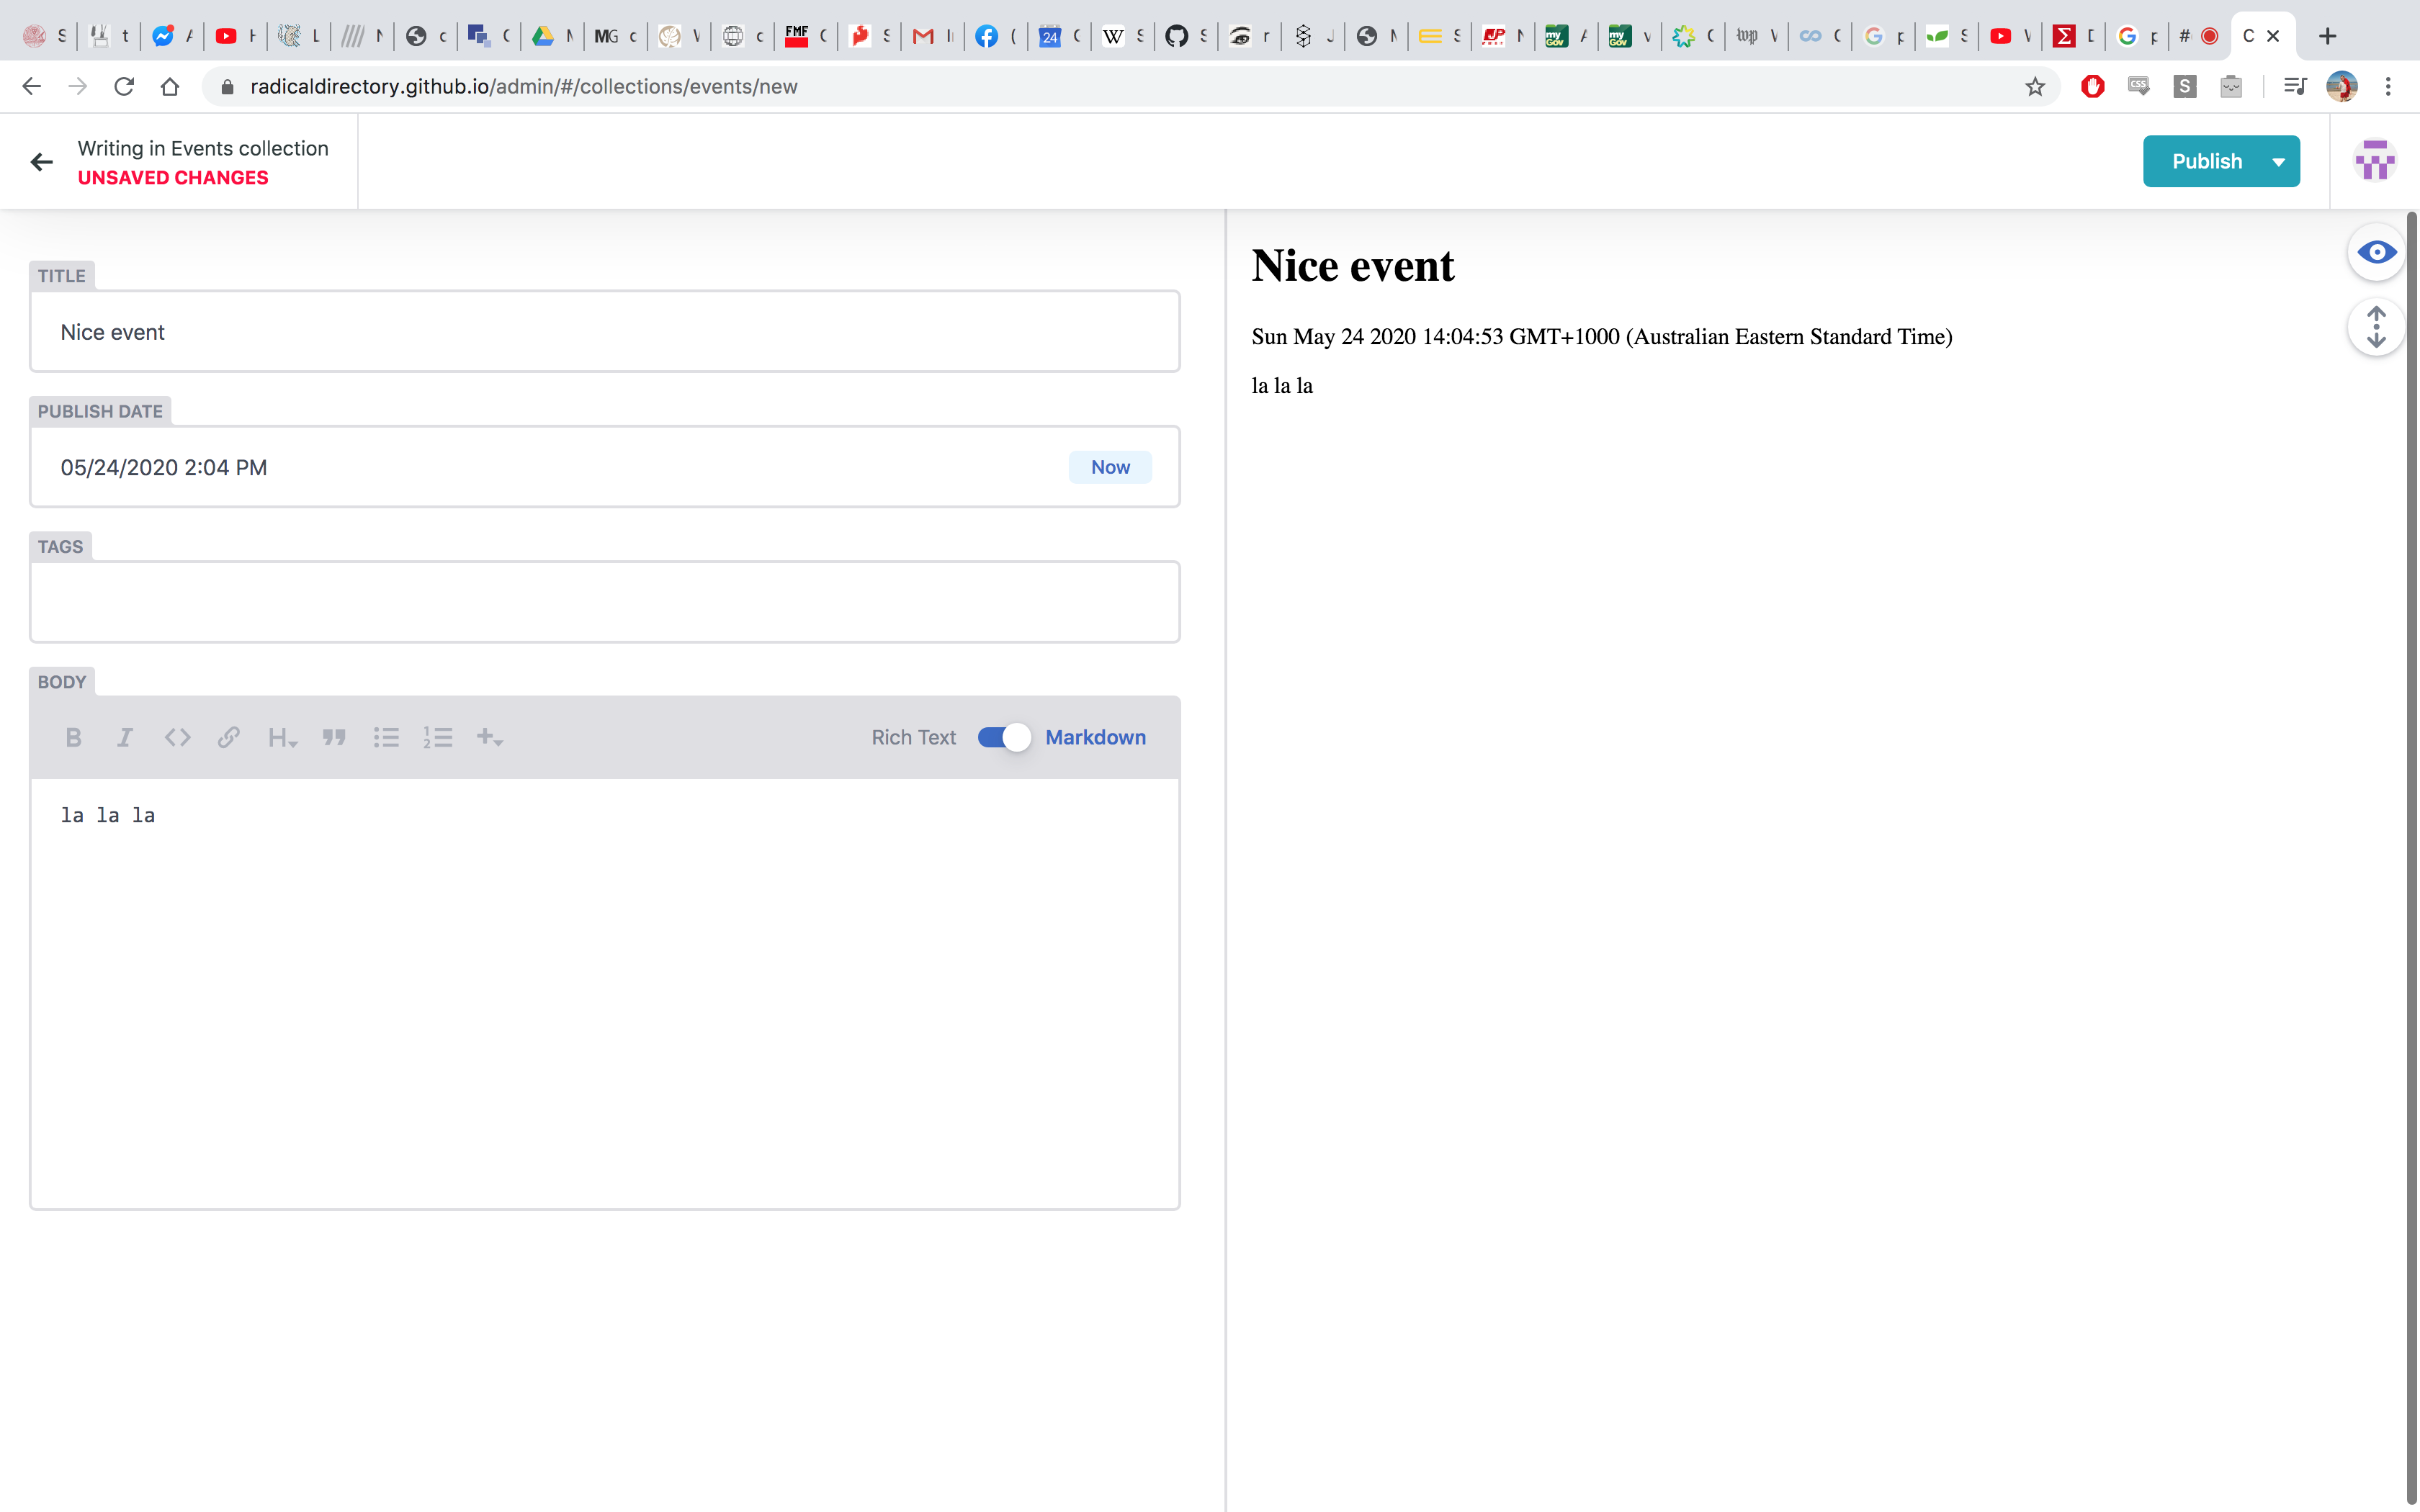 radicaldirectory.github.io/admin/#/collections/events/new
Writing in Events collection
UNSAVED CHANGES
Publish
TITLE
Nice event
PUBLISH DATE
05/24/2020 2:04 PM
Now
TAGS
BODY
Rich Text
Markdown
la la la
Nice event
Sun May 24 2020 14:04:53 GMT+1000 (Australian Eastern Standard Time)
la la la